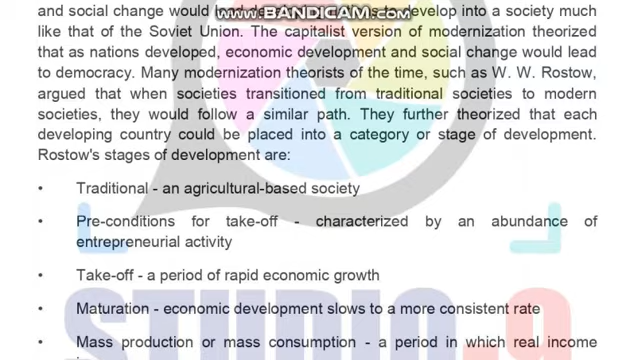 and social change would
www.BANDICAM.com
develop into a society much
like that of the Soviet Union. The capitalist version of modernization theorized
that as nations developed, economic development and social change would lead
to democracy. Many modernization theorists of the time, such as W. W. Rostow,
argued that when societies transitioned from traditional societies to modern
societies, they would follow a similar path. They further theorized that each
developing country could be placed into a category or stage of development.
Rostow's stages of development are:
• Traditional - an agricultural-based society
• Pre-conditions for take-off - characterized by an abundance of
entrepreneurial activity
• Take-off - a period of rapid economic growth
• Maturation - economic development slows to a more consistent rate
• Mass production or mass consumption - a period in which real income
STUDIO.9